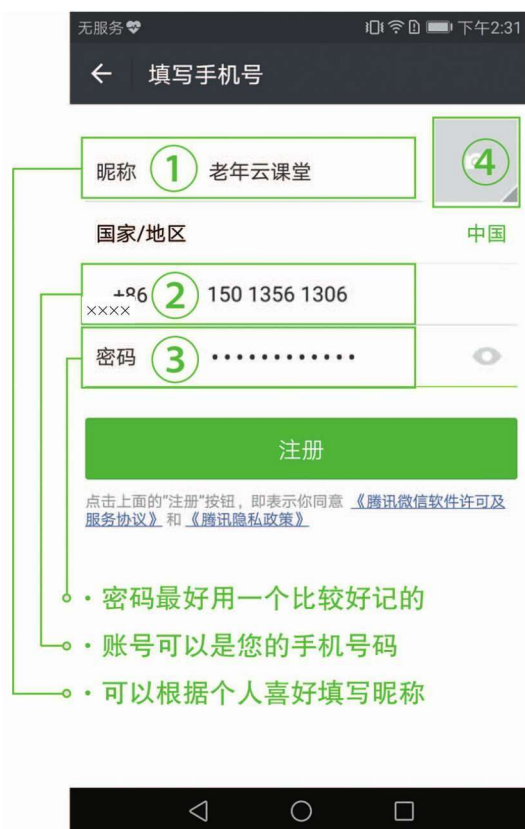 无服务 下午2:31
填写手机号
昵称 ① 老年云课堂
④
国家/地区 中国
+86 ② 150 1356 1306
××××
密码 ③ ••••••••••••
注册
点击上面的“注册”按钮，即表示你同意 《腾讯微信软件许可及
服务协议》 和 《腾讯隐私政策》
· 密码最好用一个比较好记的
· 账号可以是您的手机号码
· 可以根据个人喜好填写昵称